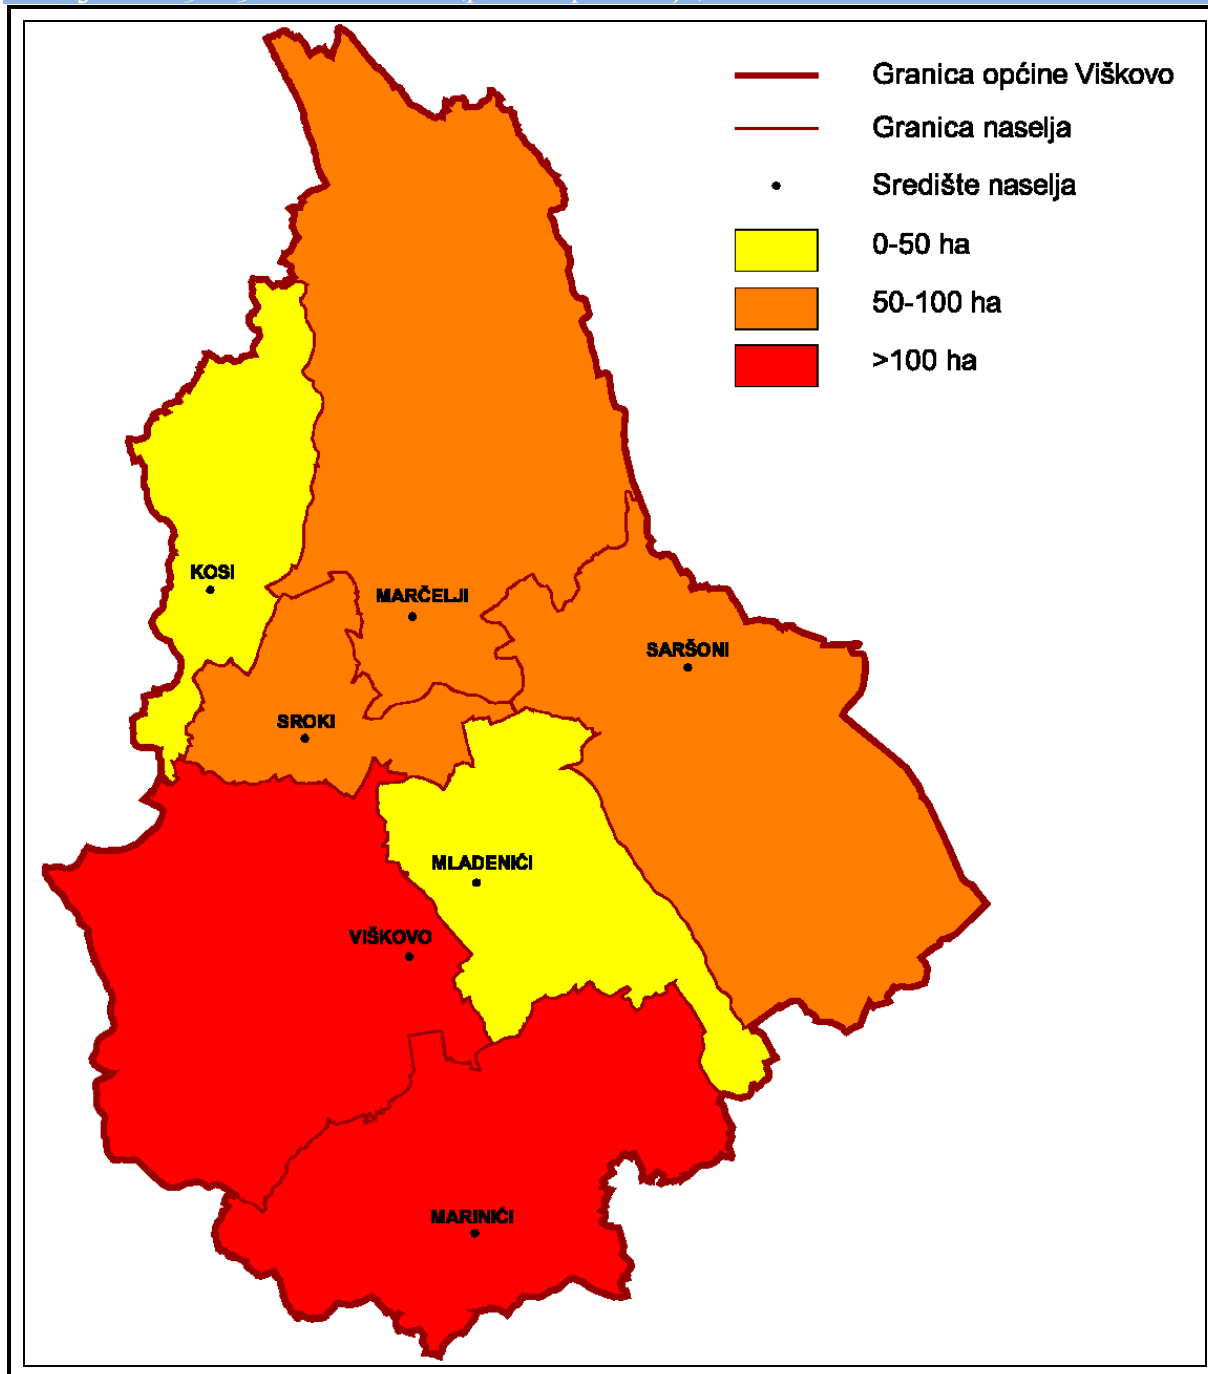 Granica općine Viškovo
Granica naselja
Središte naselja
0-50 ha
50-100 ha
>100 ha
KOSI
MARČELJI
SARŠONI
SROKI
MLADENIĆI
VIŠKOVO
MARINIĆI